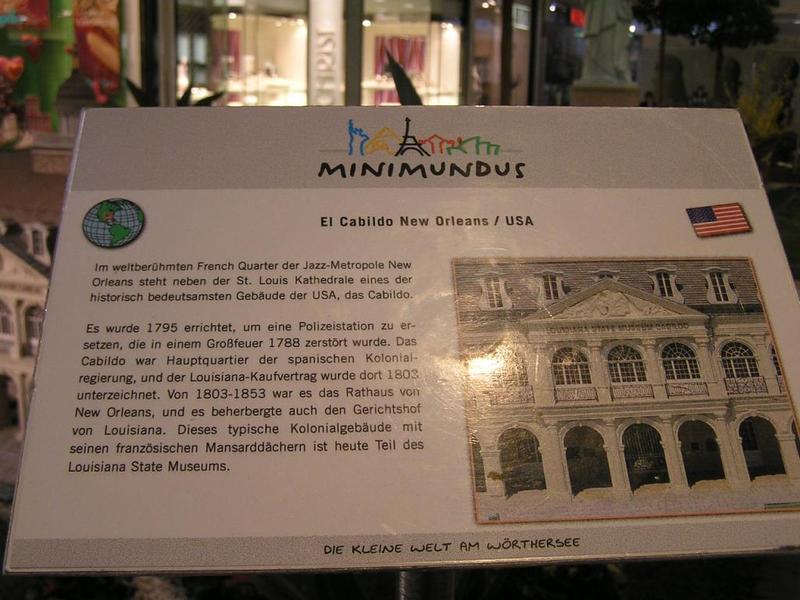 CHRIST
MINIMUNDUS
El Cabildo New Orleans / USA
Im weltberühmten French Quarter der Jazz-Metropole New
Orleans steht neben der St. Louis Kathedrale eines der
historisch bedeutsamsten Gebäude der USA, das Cabildo.
Es wurde 1795 errichtet, um eine Polizeistation zu er-
setzen, die in einem Großfeuer 1788 zerstört wurde. Das
Cabildo war Hauptquartier der spanischen Kolonial-
regierung, und der Louisiana-Kaufvertrag wurde dort 1803
unterzeichnet. Von 1803-1853 war es das Rathaus von
New Orleans, und es beherbergte auch den Gerichtshof
von Louisiana. Dieses typische Kolonialgebäude mit
seinen französischen Mansarddächern ist heute Teil des
Louisiana State Museums.
LOUISIANA STATE MUSEUM CABILDO
DIE KLEINE WELT AM WÖRTHERSEE